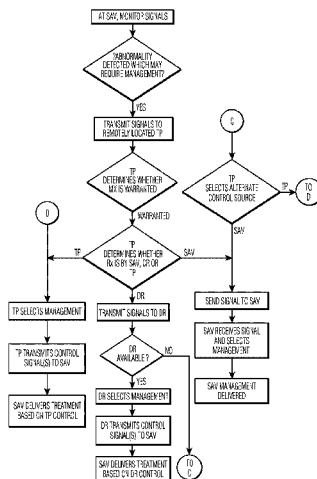 AT SAV, MONITOR SIGNALS
?ABNORMALITY
DETECTED WHICH MAY
REQUIRE MANAGEMENT?
YES
TRANSMIT SIGNALS TO
REMOTELY LOCATED TP
TP
DETERMINES WHETHER
MX IS WARRANTED
WARRANTED
TP
DETERMINES WHETHER
RX IS BY SAV, CR OR
TP
TP
SAV
DR
D
TP SELECTS MANAGEMENT
TP TRANSMITS CONTROL
SIGNAL(S) TO SAV
SAV DELIVERS TREATMENT
BASED ON TP CONTROL
TRANSMIT SIGNALS TO DR
DR
AVAILABLE ?
NO
YES
DR SELECTS MANAGEMENT
DR TRANSMITS CONTROL
SIGNAL(S) TO SAV
SAV DELIVERS TREATMENT
BASED ON DR CONTROL
TO
C
C
TP
SELECTS ALTERNATE
CONTROL SOURCE
TP
TO
D
SAV
SEND SIGNAL TO SAV
SAV RECEIVES SIGNAL
AND SELECTS
MANAGEMENT
SAV MANAGEMENT
DELIVERED